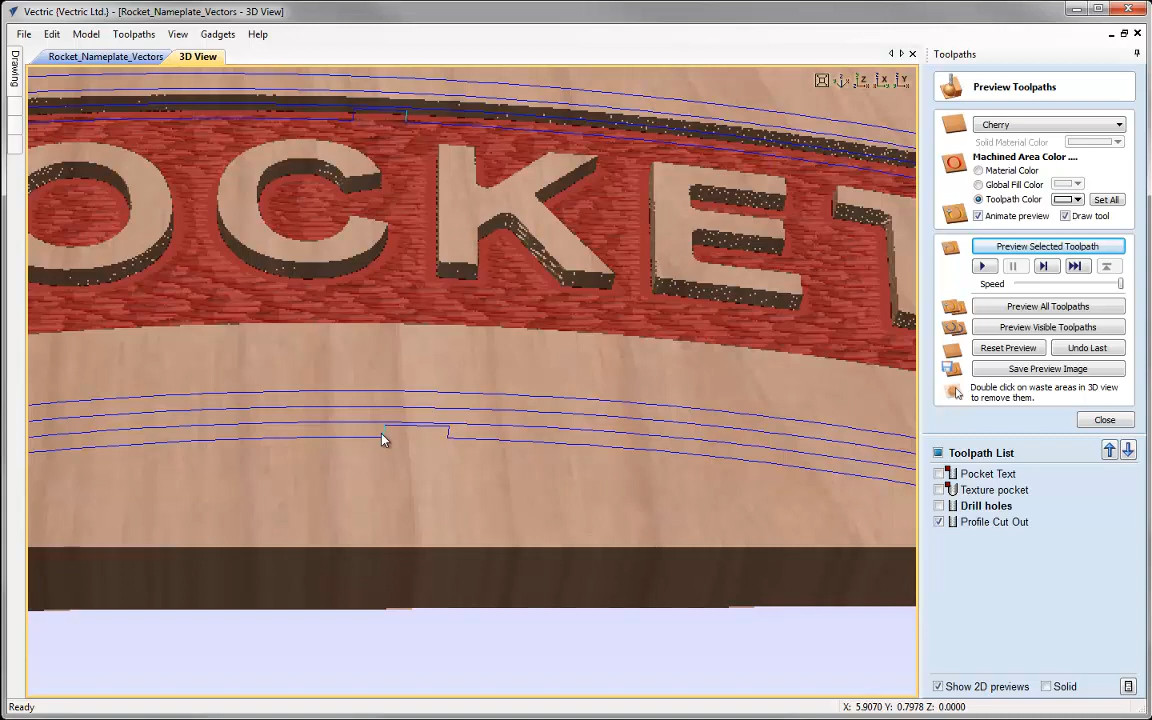 Vectric {Vectric Ltd.} - [Rocket_Nameplate_Vectors - 3D View]
File Edit Model Toolpaths View Gadgets Help
Rocket_Nameplate_Vectors 3D View
Toolpaths
Drawing
Preview Toolpaths
Cherry
Solid Material Color
Machined Area Color ....
Material Color
Global Fill Color
Toolpath Color Set All
Animate preview Draw tool
Preview Selected Toolpath
Speed
Preview All Toolpaths
Preview Visible Toolpaths
Reset Preview Undo Last
Save Preview Image
Double click on waste areas in 3D view
to remove them.
Close
Toolpath List
Pocket Text
Texture pocket
Drill holes
Profile Cut Out
Show 2D previews Solid
OCKET
Z X Y
Ready X: 5.9070 Y: 0.7978 Z: 0.0000